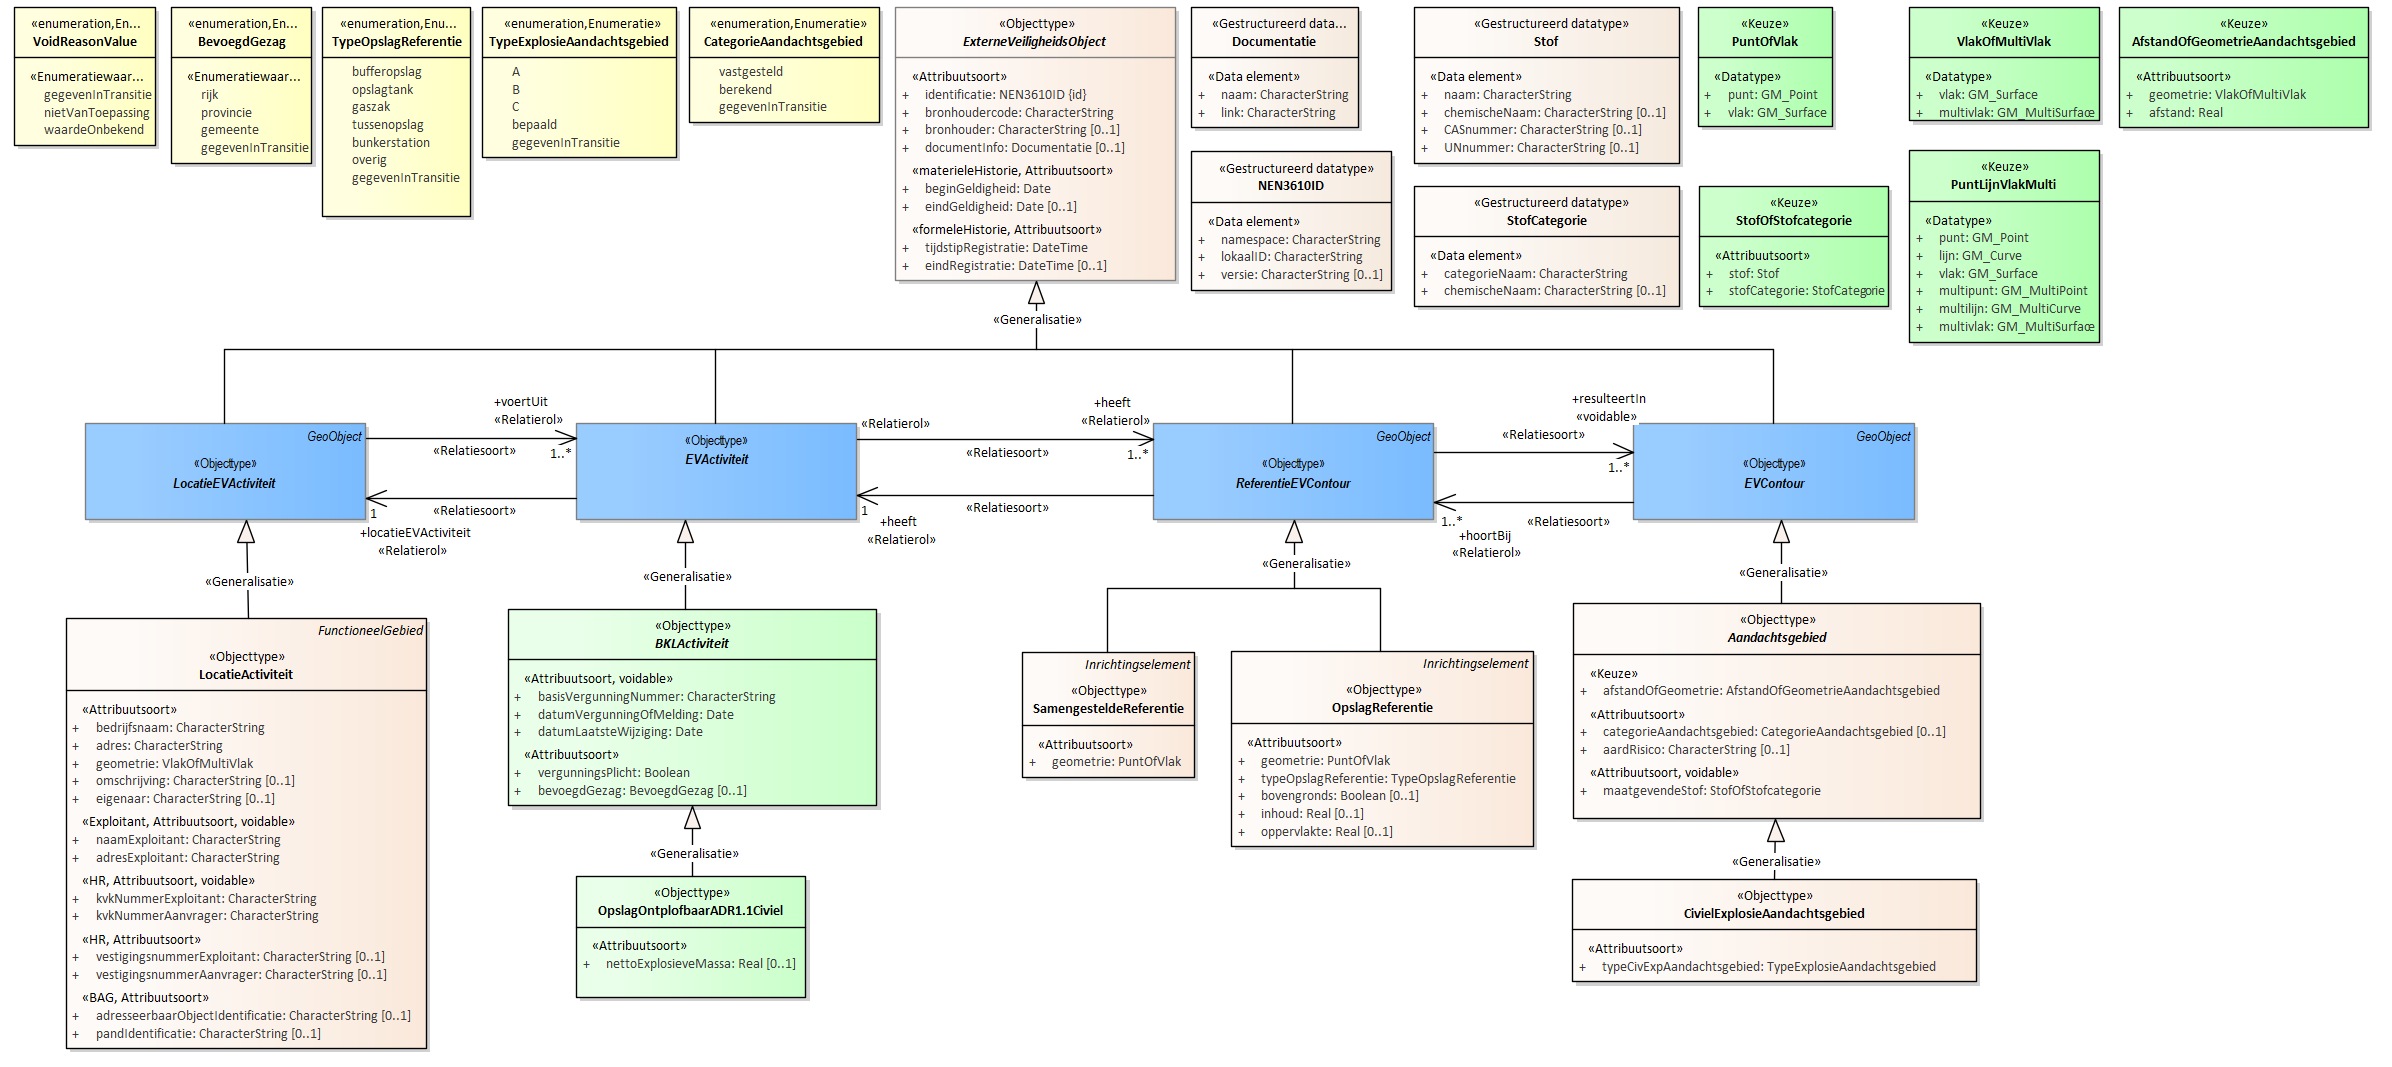 «enumeration,En...
VoidReasonValue
«Enumeratiewaar...
gegevenInTransitie
nietVanToepassing
waardeOnbekend
«enumeration,En...
BevoegdGezag
«Enumeratiewaar...
rijk
provincie
gemeente
gegevenInTransitie
«enumeration,Enu...
TypeOpslagReferentie
bufferopslag
opslagtank
gaszak
tussenopslag
bunkerstation
overig
gegevenInTransitie
«enumeration,Enumeratie»
TypeExplosieAandachtsgebied
A
B
C
bepaald
gegevenInTransitie
«enumeration,Enumeratie»
CategorieAandachtsgebied
vastgesteld
berekend
gegevenInTransitie
«Objecttype»
ExterneVeiligheidsObject
«Attribuutsoort»
+ identificatie: NEN3610ID {id}
+ bronhoudercode: CharacterString
+ bronhouder: CharacterString [0..1]
+ documentInfo: Documentatie [0..1]
«materieleHistorie, Attribuutsoort»
+ beginGeldigheid: Date
+ eindGeldigheid: Date [0..1]
«formeleHistorie, Attribuutsoort»
+ tijdstipRegistratie: DateTime
+ eindRegistratie: DateTime [0..1]
«Gestructureerd data...
Documentatie
«Data element»
+ naam: CharacterString
+ link: CharacterString
«Gestructureerd datatype»
NEN3610ID
«Data element»
+ namespace: CharacterString
+ lokaalID: CharacterString
+ versie: CharacterString [0..1]
«Gestructureerd datatype»
Stof
«Data element»
+ naam: CharacterString
+ chemischeNaam: CharacterString [0..1]
+ CASnummer: CharacterString [0..1]
+ UNnummer: CharacterString [0..1]
«Gestructureerd datatype»
StofCategorie
«Data element»
+ categorieNaam: CharacterString
+ chemischeNaam: CharacterString [0..1]
«Keuze»
PuntOfVlak
«Datatype»
+ punt: GM_Point
+ vlak: GM_Surface
«Keuze»
StofOfStofcategorie
«Attribuutsoort»
+ stof: Stof
+ stofCategorie: StofCategorie
«Keuze»
VlakOfMultiVlak
«Datatype»
+ vlak: GM_Surface
+ multivlak: GM_MultiSurface
«Keuze»
PuntLijnVlakMulti
«Datatype»
+ punt: GM_Point
+ lijn: GM_Curve
+ vlak: GM_Surface
+ multipunt: GM_MultiPoint
+ multilijn: GM_MultiCurve
+ multivlak: GM_MultiSurface
«Keuze»
AfstandOfGeometrieAandachtsgebied
«Attribuutsoort»
+ geometrie: VlakOfMultiVlak
+ afstand: Real
«Generalisatie»
GeoObject
«Objecttype»
LocatieEVActiviteit
+voertUit
«Relatierol»
«Relatiesoort»
1..*
«Relatiesoort»
1
+locatieEVActiviteit
«Relatierol»
«Objecttype»
EVActiviteit
«Relatierol»
+heeft
«Relatierol»
«Relatiesoort»
1..*
«Relatiesoort»
1
+heeft
«Relatierol»
GeoObject
«Objecttype»
ReferentieEVContour
+resulteertIn
«voidable»
«Relatiesoort»
1..*
1..*
«Relatiesoort»
+hoortBij
«Relatierol»
GeoObject
«Objecttype»
EVContour
«Generalisatie»
«Generalisatie»
«Generalisatie»
«Generalisatie»
FunctioneelGebied
«Objecttype»
LocatieActiviteit
«Attribuutsoort»
+ bedrijfsnaam: CharacterString
+ adres: CharacterString
+ geometrie: VlakOfMultiVlak
+ omschrijving: CharacterString [0..1]
+ eigenaar: CharacterString [0..1]
«Exploitant, Attribuutsoort, voidable»
+ naamExploitant: CharacterString
+ adresExploitant: CharacterString
«HR, Attribuutsoort, voidable»
+ kvkNummerExploitant: CharacterString
+ kvkNummerAanvrager: CharacterString
«HR, Attribuutsoort»
+ vestigingsnummerExploitant: CharacterString [0..1]
+ vestigingsnummerAanvrager: CharacterString [0..1]
«BAG, Attribuutsoort»
+ adresseerbaarObjectIdentificatie: CharacterString [0..1]
+ pandIdentificatie: CharacterString [0..1]
«Objecttype»
BKLActiviteit
«Attribuutsoort, voidable»
+ basisVergunningNummer: CharacterString
+ datumVergunningOfMelding: Date
+ datumLaatsteWijziging: Date
«Attribuutsoort»
+ vergunningsPlicht: Boolean
+ bevoegdGezag: BevoegdGezag [0..1]
«Generalisatie»
«Objecttype»
OpslagOntplofbaarADR1.1Civiel
«Attribuutsoort»
+ nettoExplosieveMassa: Real [0..1]
Inrichtingselement
«Objecttype»
SamengesteldeReferentie
«Attribuutsoort»
+ geometrie: PuntOfVlak
Inrichtingselement
«Objecttype»
OpslagReferentie
«Attribuutsoort»
+ geometrie: PuntOfVlak
+ typeOpslagReferentie: TypeOpslagReferentie
+ bovengronds: Boolean [0..1]
+ inhoud: Real [0..1]
+ oppervlakte: Real [0..1]
«Objecttype»
Aandachtsgebied
«Keuze»
+ afstandOfGeometrie: AfstandOfGeometrieAandachtsgebied
«Attribuutsoort»
+ categorieAandachtsgebied: CategorieAandachtsgebied [0..1]
+ aardRisico: CharacterString [0..1]
«Attribuutsoort, voidable»
+ maatgevendeStof: StofOfStofcategorie
«Generalisatie»
«Objecttype»
CivielExplosieAandachtsgebied
«Attribuutsoort»
+ typeCivExpAandachtsgebied: TypeExplosieAandachtsgebied